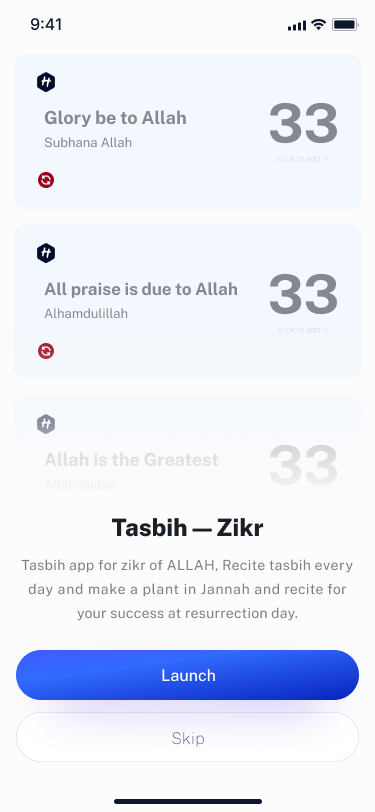 9:41
Glory be to Allah
Subhana Allah
33
click to add +1
All praise is due to Allah
Alhamdulillah
33
click to add +1
Allah is the Greatest
Allahuakbar
33
Tasbih — Zikr
Tasbih app for zikr of ALLAH, Recite tasbih every
day and make a plant in Jannah and recite for
your success at resurrection day.
Launch
Skip